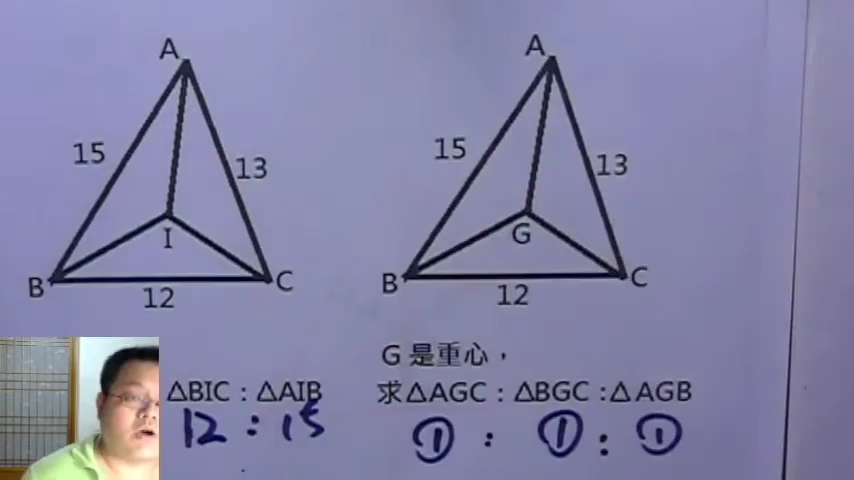 A
15
13
I
B
C
12
△BIC：△AIB
12 : 15
A
15
13
G
B
C
12
G 是重心，
求△AGC：△BGC：△AGB
① : ① : ①